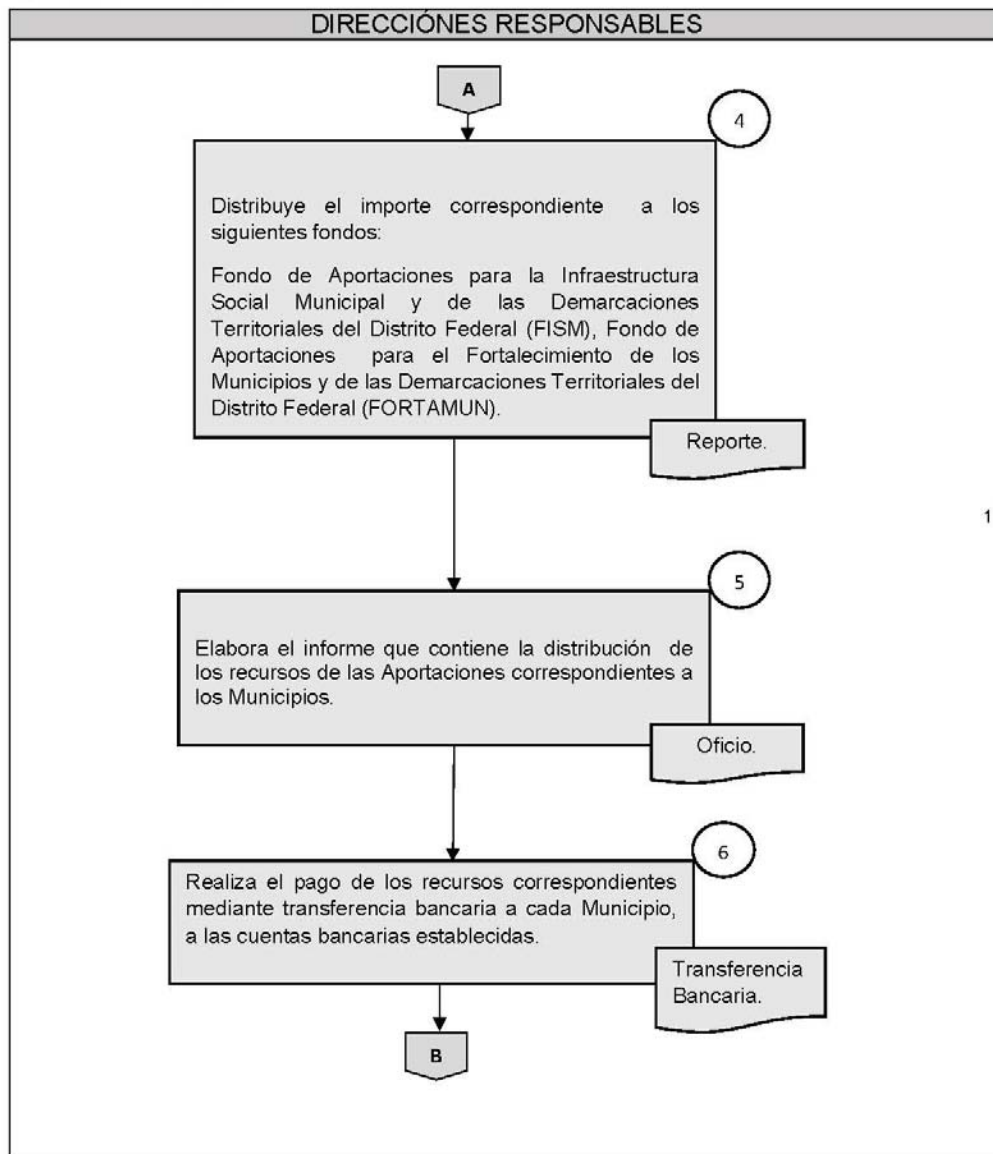 DIRECCIÓNES RESPONSABLES
A
4
Distribuye el importe correspondiente a los
siguientes fondos:
Fondo de Aportaciones para la Infraestructura
Social Municipal y de las Demarcaciones
Territoriales del Distrito Federal (FISM), Fondo de
Aportaciones para el Fortalecimiento de los
Municipios y de las Demarcaciones Territoriales del
Distrito Federal (FORTAMUN).
Reporte.
1
5
Elabora el informe que contiene la distribución de
los recursos de las Aportaciones correspondientes a
los Municipios.
Oficio.
6
Realiza el pago de los recursos correspondientes
mediante transferencia bancaria a cada Municipio,
a las cuentas bancarias establecidas.
Transferencia
Bancaria.
B